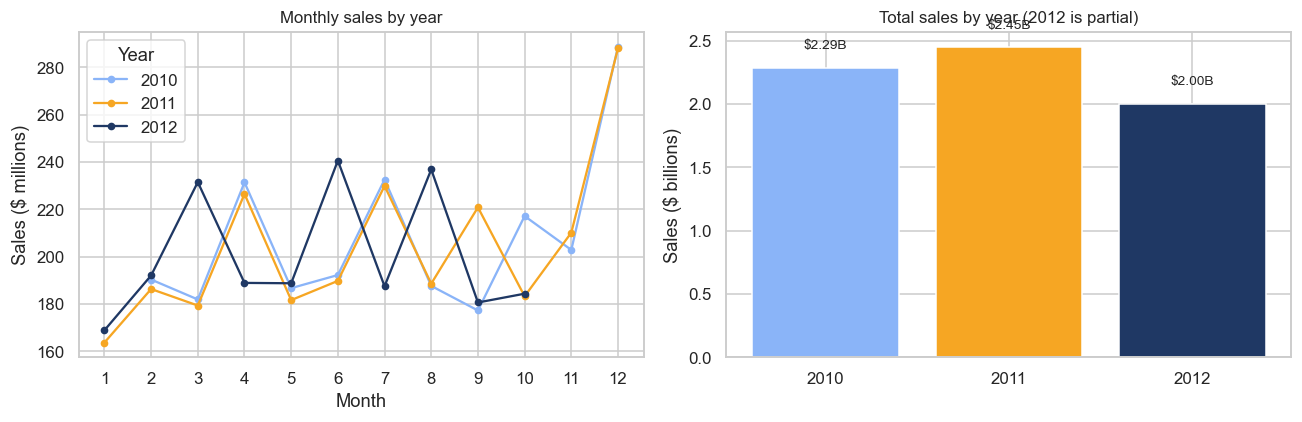 Monthly sales by year
Sales ($ millions)
280
260
240
220
200
180
160
Year
2010
2011
2012
1 2 3 4 5 6 7 8 9 10 11 12
Month
Total sales by year (2012 is partial)
Sales ($ billions)
2.5
2.0
1.5
1.0
0.5
0.0
$2.29B
$2.45B
$2.00B
2010 2011 2012